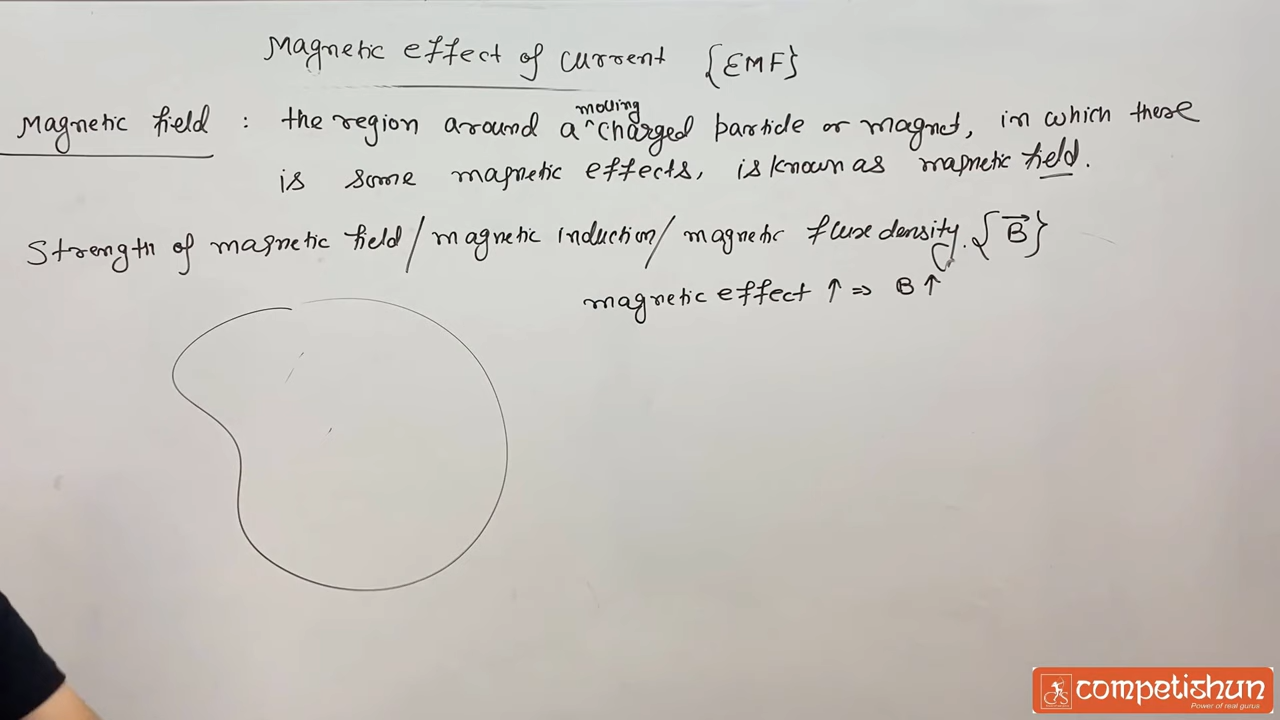 Magnetic effect of current {EMF}
Magnetic field : the region around a ^ moving charged particle or magnet, in which there
is some magnetic effects, is known as magnetic field.
Strength of magnetic field / magnetic induction / magnetic flux density. {B⃗}
magnetic effect ↑ ⇒ B ↑
competishun
Power of real gurus